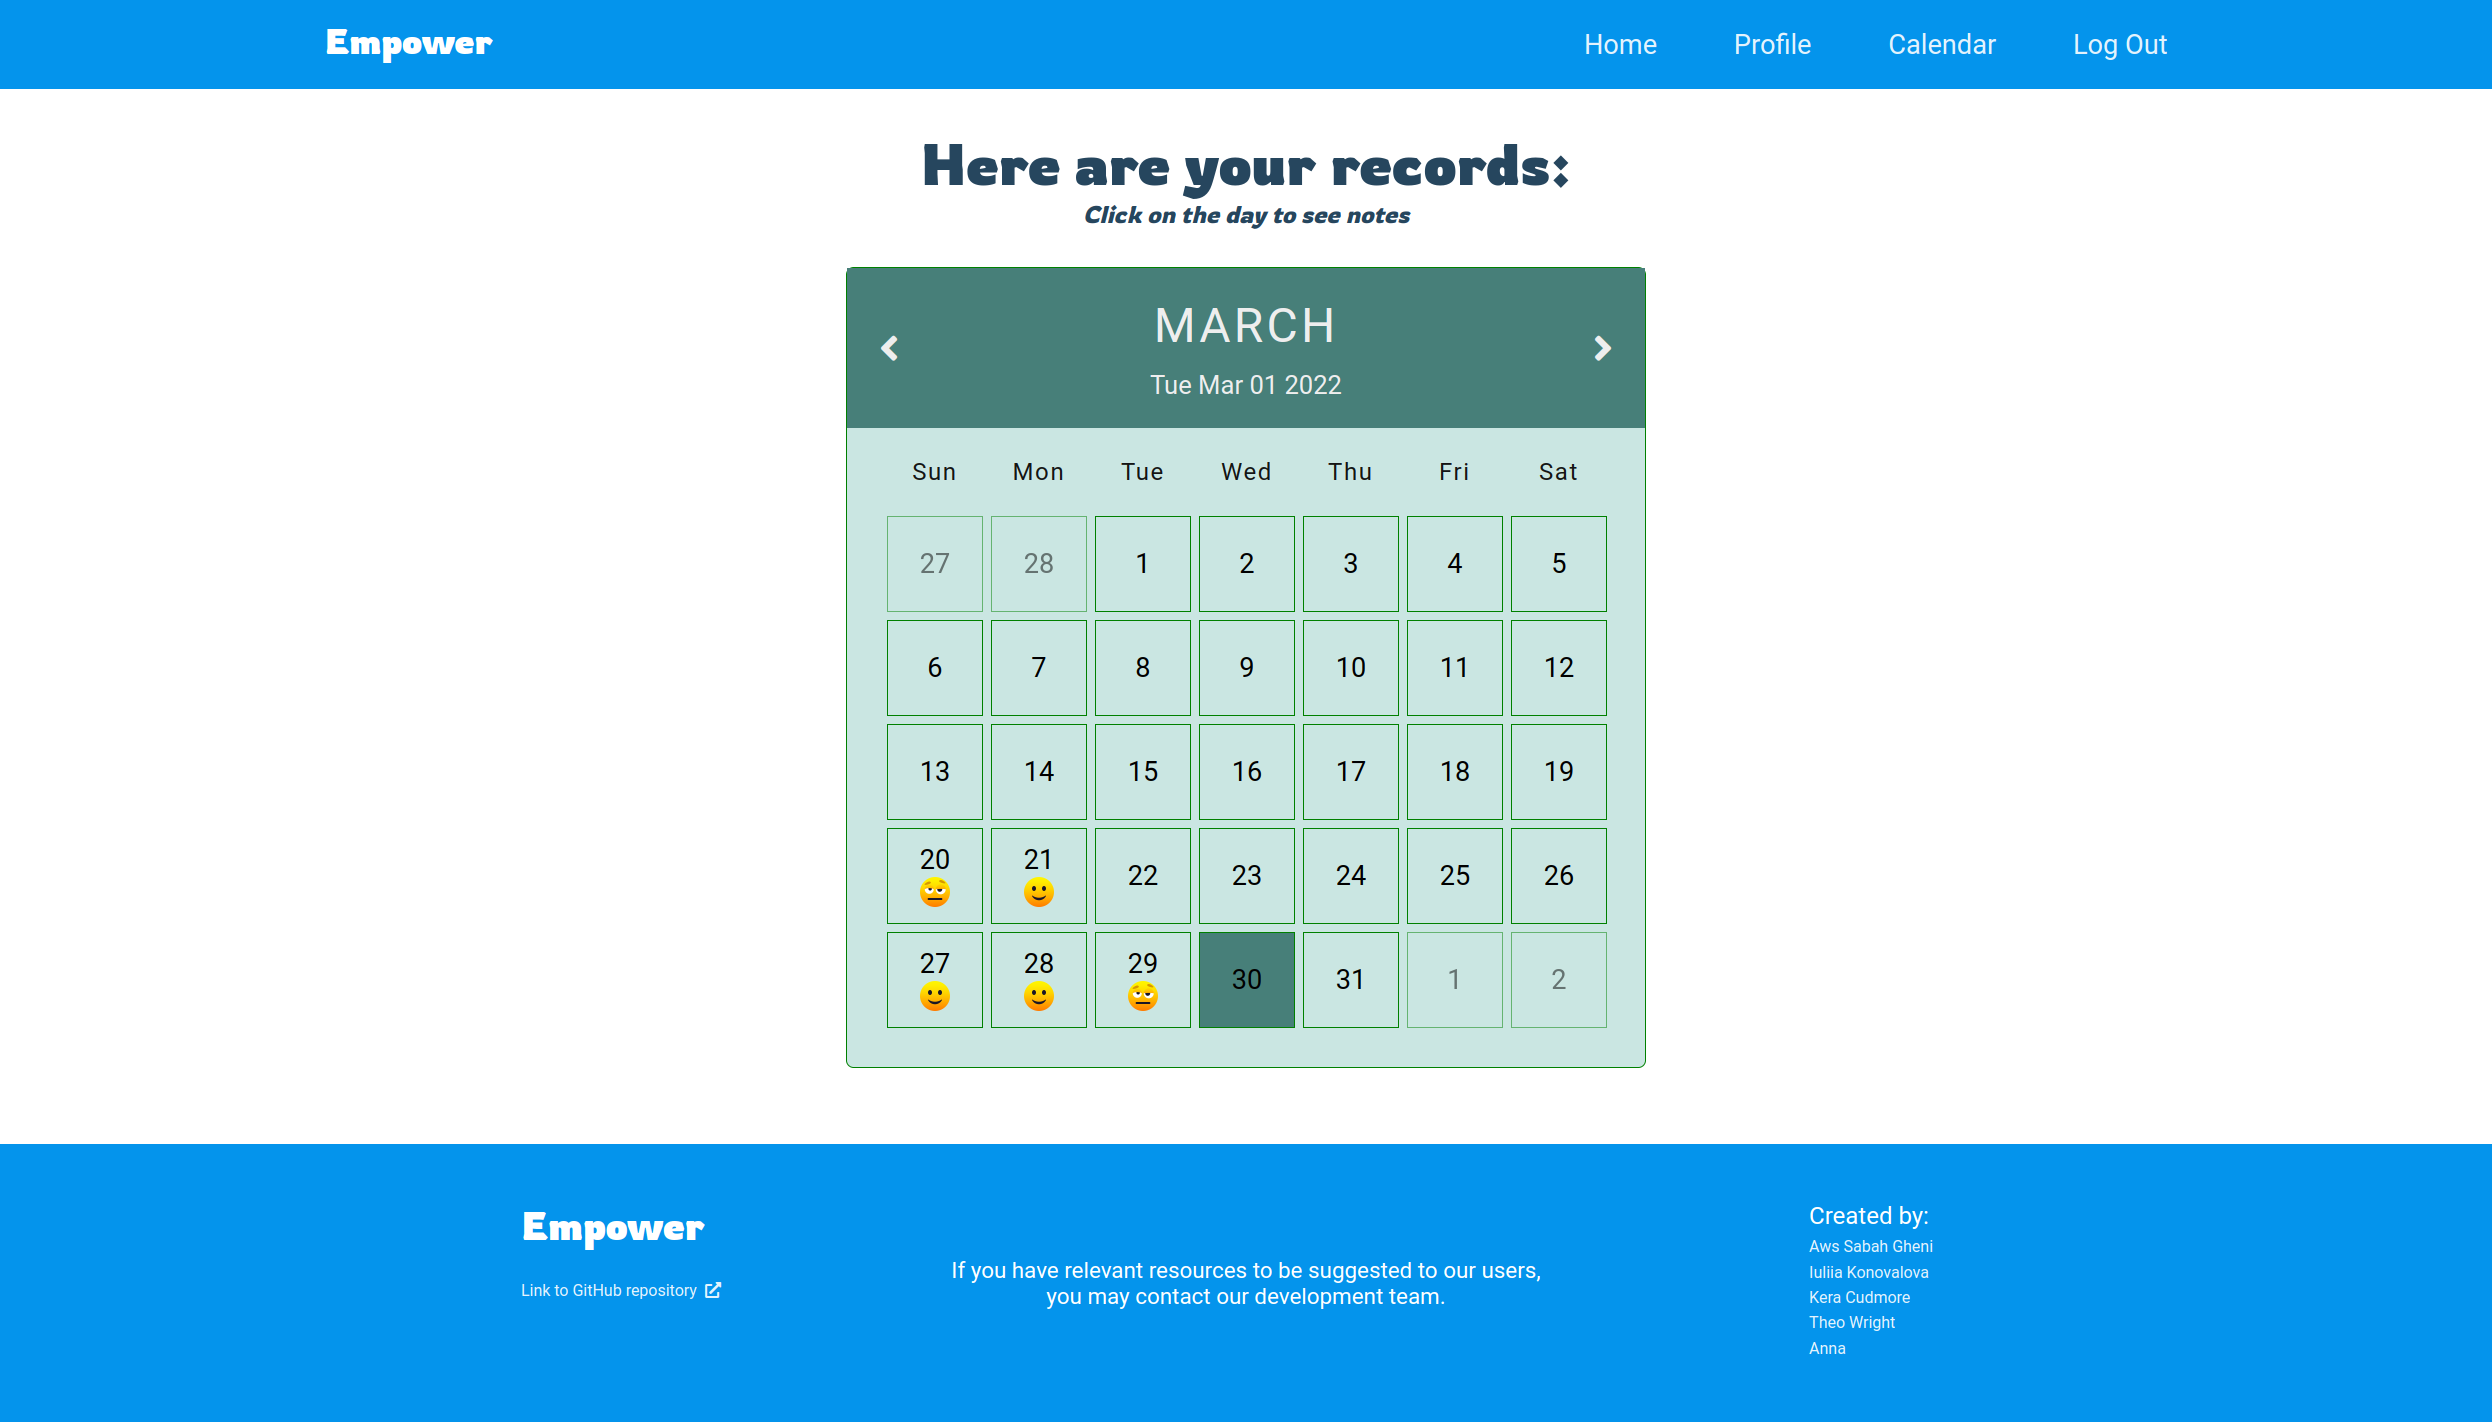 Empower
Home Profile Calendar Log Out
Here are your records:
Click on the day to see notes
MARCH
Tue Mar 01 2022
Sun Mon Tue Wed Thu Fri Sat
27 28 1 2 3 4 5
6 7 8 9 10 11 12
13 14 15 16 17 18 19
20 21 22 23 24 25 26
27 28 29 30 31 1 2
Empower
Link to GitHub repository
If you have relevant resources to be suggested to our users,
you may contact our development team.
Created by:
Aws Sabah Gheni
Iuliia Konovalova
Kera Cudmore
Theo Wright
Anna